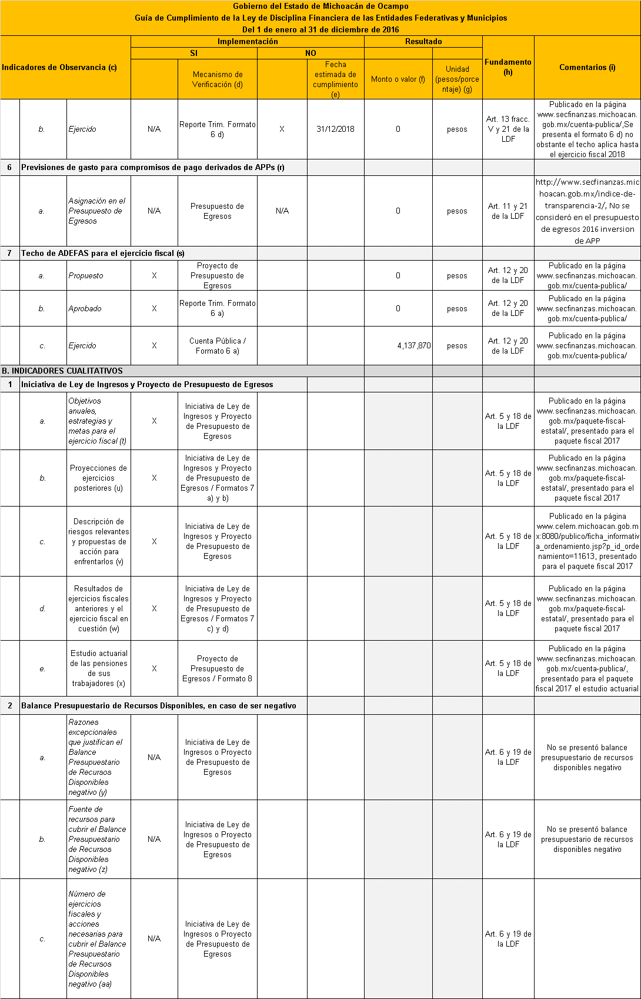 Gobierno del Estado de Michoacán de Ocampo
Guía de Cumplimiento de la Ley de Disciplina Financiera de las Entidades Federativas y Municipios
Del 1 de enero al 31 de diciembre de 2016
Indicadores de Observancia (c)
Implementación
Resultado
Fundamento
(h)
Comentarios (i)
SI
NO
Mecanismo de
Verificación (d)
Fecha
estimada de
cumplimiento
(e)
Monto o valor (f)
Unidad
(pesos/porce
ntaje) (g)
b.
Ejercido
N/A
Reporte Trim. Formato
6 d)
X
31/12/2018
0
pesos
Art. 13 fracc.
V y 21 de la
LDF
Publicado en la página
www.secfinanzas.michoacan.
gob.mx/cuenta-publica/,Se
presenta el formato 6 d) no
obstante el techo aplica hasta
el ejercicio fiscal 2018
6
Previsiones de gasto para compromisos de pago derivados de APPs (r)
a.
Asignación en el
Presupuesto de
Egresos
N/A
Presupuesto de
Egresos
N/A
0
pesos
Art. 11 y 21
de la LDF
http://www.secfinanzas.mic
hoacan.gob.mx/indice-de-
transparencia-2/, No se
consideró en el presupuesto
de egresos 2016 inversion
de APP
7
Techo de ADEFAS para el ejercicio fiscal (s)
a.
Propuesto
X
Proyecto de
Presupuesto de
Egresos
0
pesos
Art. 12 y 20
de la LDF
Publicado en la página
www.secfinanzas.michoacan.
gob.mx/cuenta-publica/
b.
Aprobado
X
Reporte Trim. Formato
6 a)
0
pesos
Art. 12 y 20
de la LDF
Publicado en la página
www.secfinanzas.michoacan.
gob.mx/cuenta-publica/
c.
Ejercido
X
Cuenta Pública /
Formato 6 a)
4,137,870
pesos
Art. 12 y 20
de la LDF
Publicado en la página
www.secfinanzas.michoacan.
gob.mx/cuenta-publica/
B. INDICADORES CUALITATIVOS
1
Iniciativa de Ley de Ingresos y Proyecto de Presupuesto de Egresos
a.
Objetivos
anuales,
estrategias y
metas para el
ejercicio fiscal (t)
X
Iniciativa de Ley de
Ingresos y Proyecto
de Presupuesto de
Egresos
Art. 5 y 18 de
la LDF
Publicado en la página
www.secfinanzas.michoacan.
gob.mx/paquete-fiscal-
estatal/, presentado para el
paquete fiscal 2017
b.
Proyecciones de
ejercicios
posteriores (u)
X
Iniciativa de Ley de
Ingresos y Proyecto
de Presupuesto de
Egresos / Formatos 7
a) y b)
Art. 5 y 18 de
la LDF
Publicado en la página
www.secfinanzas.michoacan.
gob.mx/paquete-fiscal-
estatal/, presentado para el
paquete fiscal 2017
c.
Descripción de
riesgos relevantes
y propuestas de
acción para
enfrentarlos (v)
X
Iniciativa de Ley de
Ingresos y Proyecto
de Presupuesto de
Egresos
Art. 5 y 18 de
la LDF
Publicado en la página
www.celem.michoacan.gob.m
x:8080/publico/ficha_informativ
a_ordenamiento.jsp?p_id_orde
namiento=11613, presentado
para el paquete fiscal 2017
d.
Resultados de
ejercicios fiscales
anteriores y el
ejercicio fiscal en
cuestión (w)
X
Iniciativa de Ley de
Ingresos y Proyecto
de Presupuesto de
Egresos / Formatos 7
c) y d)
Art. 5 y 18 de
la LDF
Publicado en la página
www.secfinanzas.michoacan.
gob.mx/paquete-fiscal-
estatal/, presentado para el
paquete fiscal 2017
e.
Estudio actuarial
de las pensiones
de sus
trabajadores (x)
X
Proyecto de
Presupuesto de
Egresos / Formato 8
Art. 5 y 18 de
la LDF
Publicado en la página
www.secfinanzas.michoacan.
gob.mx/cuenta-publica/,
presentado para el paquete
fiscal 2017 el estudio actuarial
2
Balance Presupuestario de Recursos Disponibles, en caso de ser negativo
a.
Razones
excepcionales
que justifican el
Balance
Presupuestario
de Recursos
Disponibles
negativo (y)
N/A
Iniciativa de Ley de
Ingresos o Proyecto
de Presupuesto de
Egresos
Art. 6 y 19 de
la LDF
No se presentó balance
presupuestario de recursos
disponibles negativo
b.
Fuente de
recursos para
cubrir el Balance
Presupuestario
de Recursos
Disponibles
negativo (z)
N/A
Iniciativa de Ley de
Ingresos o Proyecto
de Presupuesto de
Egresos
Art. 6 y 19 de
la LDF
No se presentó balance
presupuestario de recursos
disponibles negativo
c.
Número de
ejercicios
fiscales y
acciones
necesarias para
cubrir el Balance
Presupuestario
de Recursos
Disponibles
negativo (aa)
N/A
Iniciativa de Ley de
Ingresos o Proyecto
de Presupuesto de
Egresos
Art. 6 y 19 de
la LDF